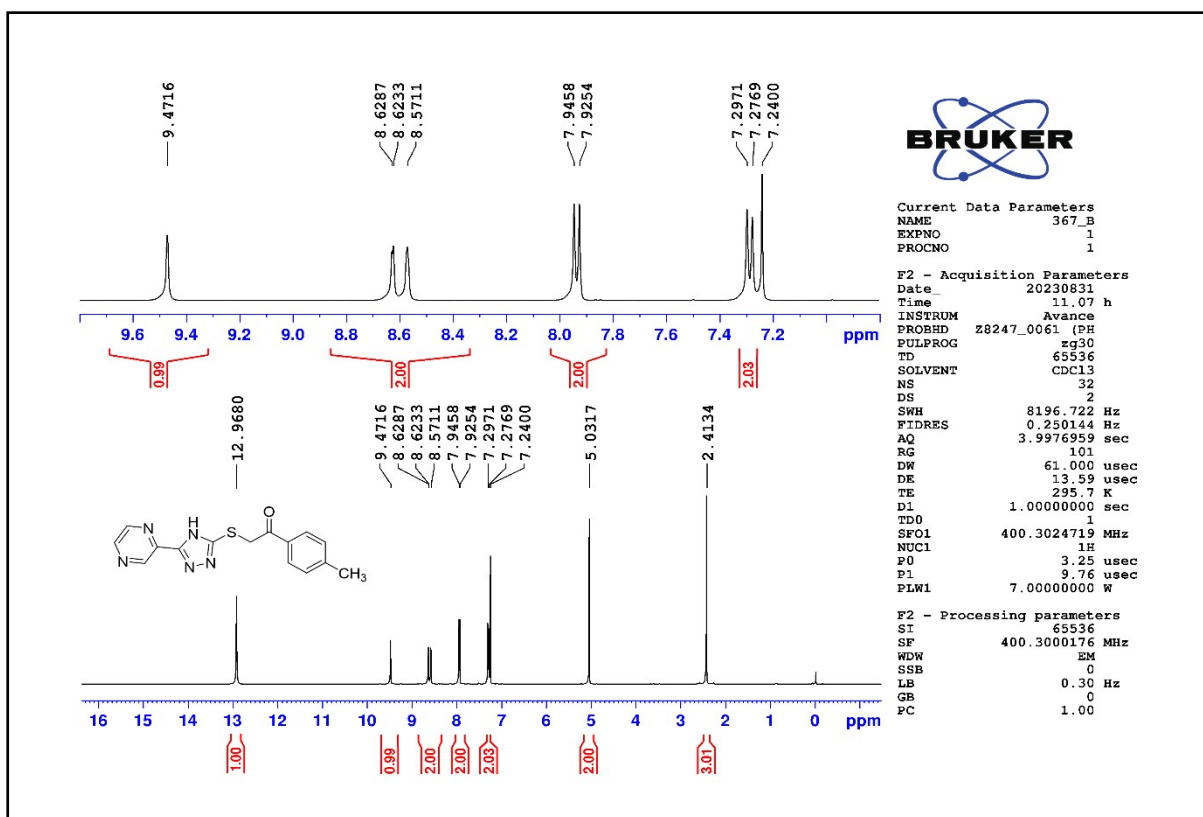 9.4716
8.6287
8.6233
8.5711
7.9458
7.9254
7.2971
7.2769
7.2400
9.6 9.4 9.2 9.0 8.8 8.6 8.4 8.2 8.0 7.8 7.6 7.4 7.2 ppm
0.99 2.00 2.00 2.03
12.9680
9.4716
8.6287
8.6233
8.5711
7.9458
7.9254
7.2971
7.2769
7.2400
5.0317
2.4134
N
N
NH
N
N
S
O
CH3
16 15 14 13 12 11 10 9 8 7 6 5 4 3 2 1 0 ppm
1.00 0.99 2.00 2.00 2.03 2.00 3.01
BRUKER
Current Data Parameters
NAME 367_B
EXPNO 1
PROCNO 1
F2 - Acquisition Parameters
Date_ 20230831
Time 11.07 h
INSTRUM Avance
PROBHD Z8247_0061 (PH
PULPROG zg30
TD 65536
SOLVENT CDCl3
NS 32
DS 2
SWH 8196.722 Hz
FIDRES 0.250144 Hz
AQ 3.9976959 sec
RG 101
DW 61.000 usec
DE 13.59 usec
TE 295.7 K
D1 1.00000000 sec
TD0 1
SFO1 400.3024719 MHz
NUC1 1H
P0 3.25 usec
P1 9.76 usec
PLW1 7.00000000 W
F2 - Processing parameters
SI 65536
SF 400.3000176 MHz
WDW EM
SSB 0
LB 0.30 Hz
GB 0
PC 1.00